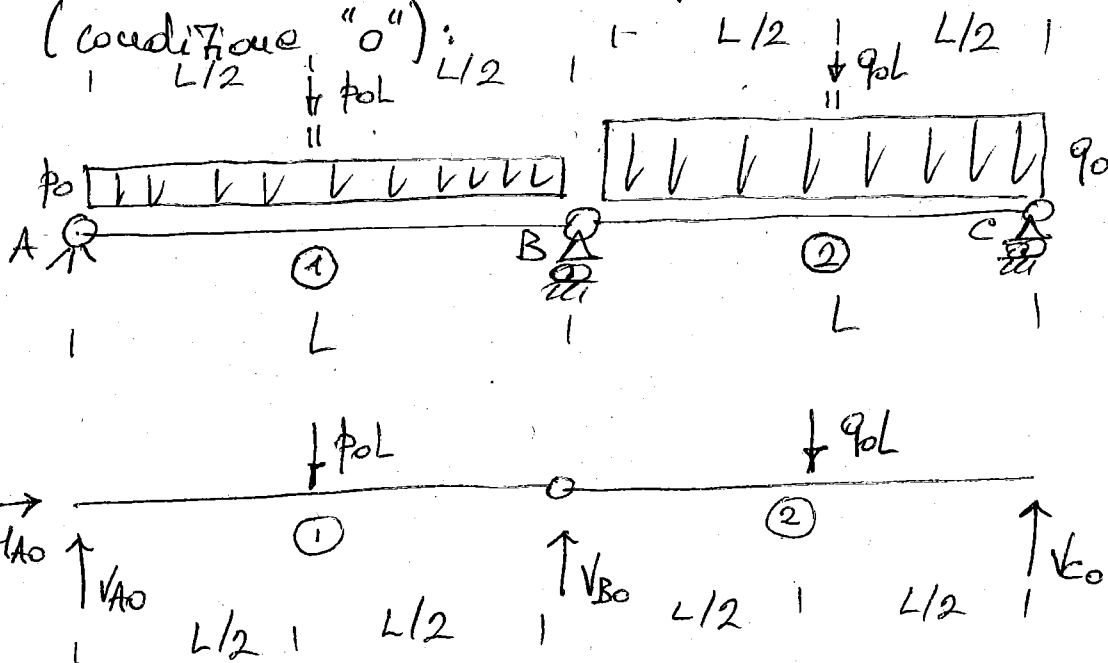 (condizione "0"):
L/2 L/2 L/2 L/2
p₀L q₀L
p₀ q₀
A B C
① ②
L L
p₀L q₀L
① ②
H_A₀ V_A₀ V_B₀ V_C₀
L/2 L/2 L/2 L/2